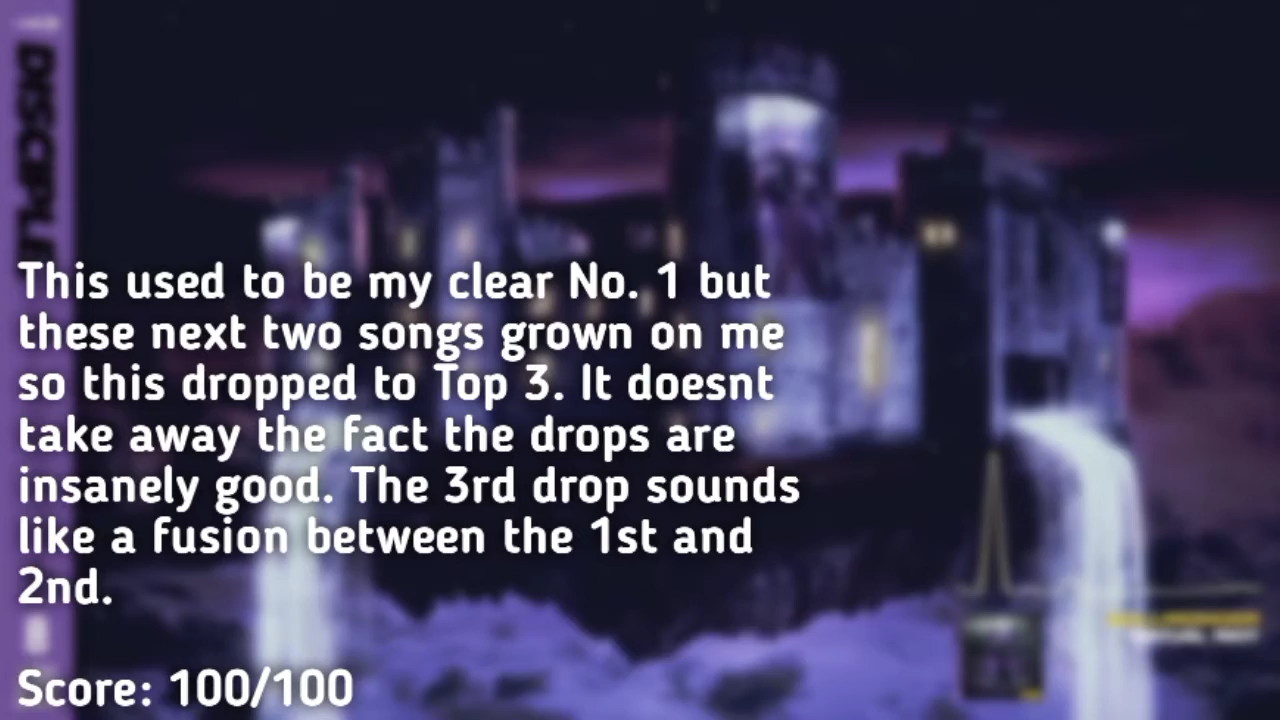 DISCIPLE
This used to be my clear No. 1 but
these next two songs grown on me
so this dropped to Top 3. It doesnt
take away the fact the drops are
insanely good. The 3rd drop sounds
like a fusion between the 1st and
2nd.
Score: 100/100